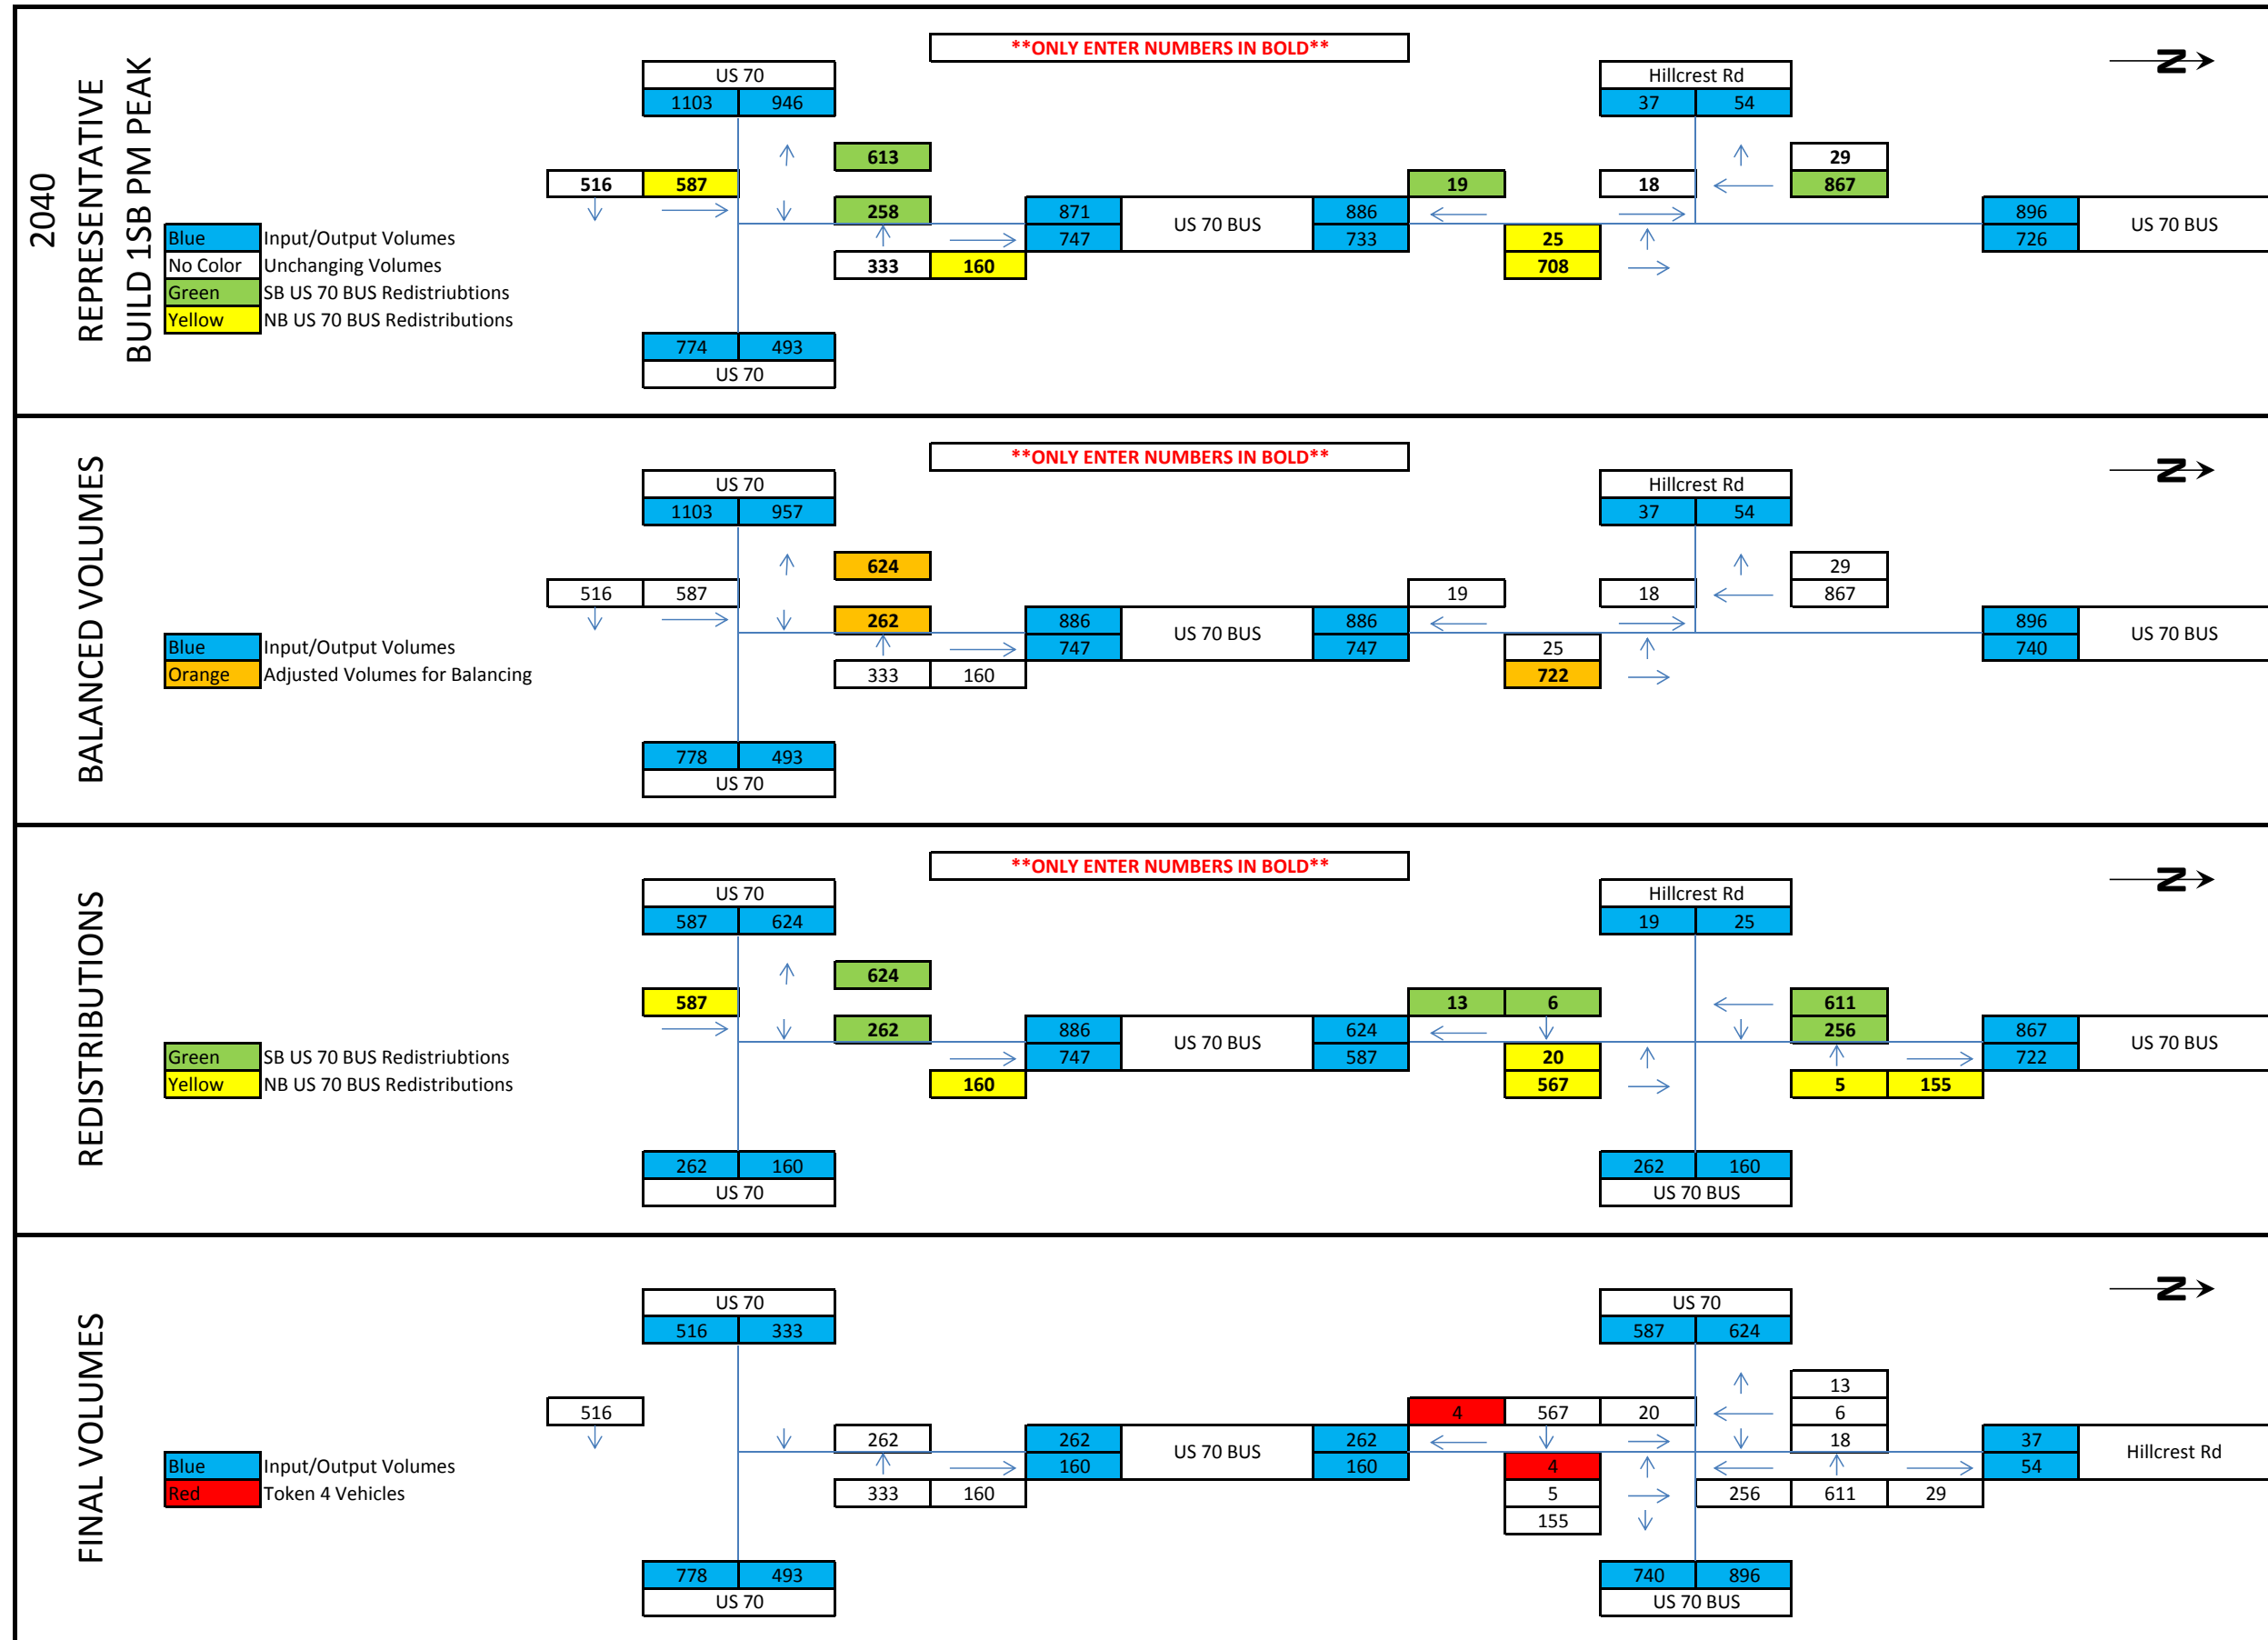 2040
REPRESENTATIVE
BUILD 1SB PM PEAK
**ONLY ENTER NUMBERS IN BOLD**
N
US 70
Hillcrest Rd
1103 946
37 54
613
29
516 587
19
18
867
258
871
US 70 BUS
886
896
US 70 BUS
747
733
25
726
333 160
708
Blue Input/Output Volumes
No Color Unchanging Volumes
Green SB US 70 BUS Redistriubtions
Yellow NB US 70 BUS Redistributions
774 493
US 70
BALANCED VOLUMES
**ONLY ENTER NUMBERS IN BOLD**
N
US 70
Hillcrest Rd
1103 957
37 54
624
29
516 587
19
18
867
262
886
US 70 BUS
886
896
US 70 BUS
747
747
25
740
333 160
722
Blue Input/Output Volumes
Orange Adjusted Volumes for Balancing
778 493
US 70
REDISTRIBUTIONS
**ONLY ENTER NUMBERS IN BOLD**
N
US 70
Hillcrest Rd
587 624
19 25
624
587
13 6
611
262
886
US 70 BUS
624
256
867
US 70 BUS
747
587
20
722
160
567
5 155
Green SB US 70 BUS Redistriubtions
Yellow NB US 70 BUS Redistributions
262 160
262 160
US 70
US 70 BUS
FINAL VOLUMES
N
US 70
US 70
516 333
587 624
13
516
4 567 20
6
262
262
US 70 BUS
262
18
37
Hillcrest Rd
160
160
4
54
333 160
5
256 611 29
155
Blue Input/Output Volumes
Red Token 4 Vehicles
778 493
740 896
US 70
US 70 BUS